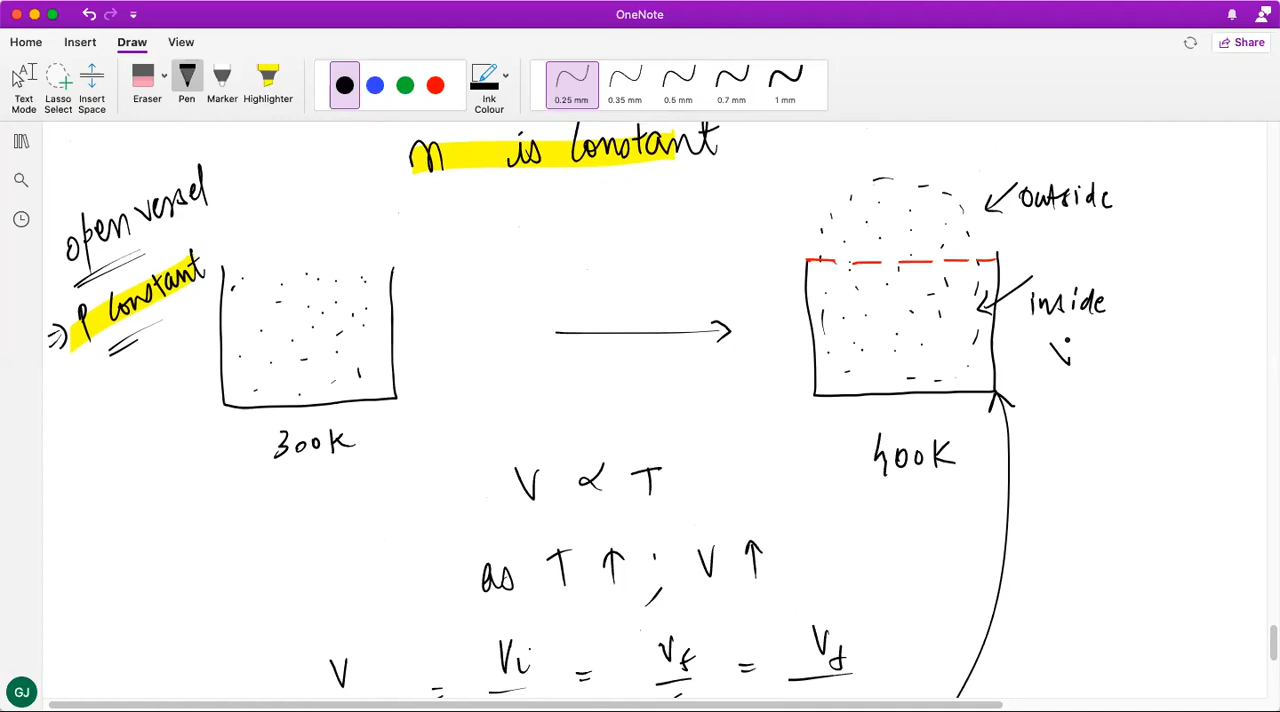 OneNote
Home Insert Draw View
Share
Text Mode
Lasso Select
Insert Space
Eraser
Pen
Marker
Highlighter
Ink Colour
0.25 mm 0.35 mm 0.5 mm 0.7 mm 1 mm
n is constant
open vessel
⇒ P constant
outside
inside
Vi
300K
400K
V ∝ T
as T ↑ ; V ↑
V = Vi = Vf = Vf
GJ